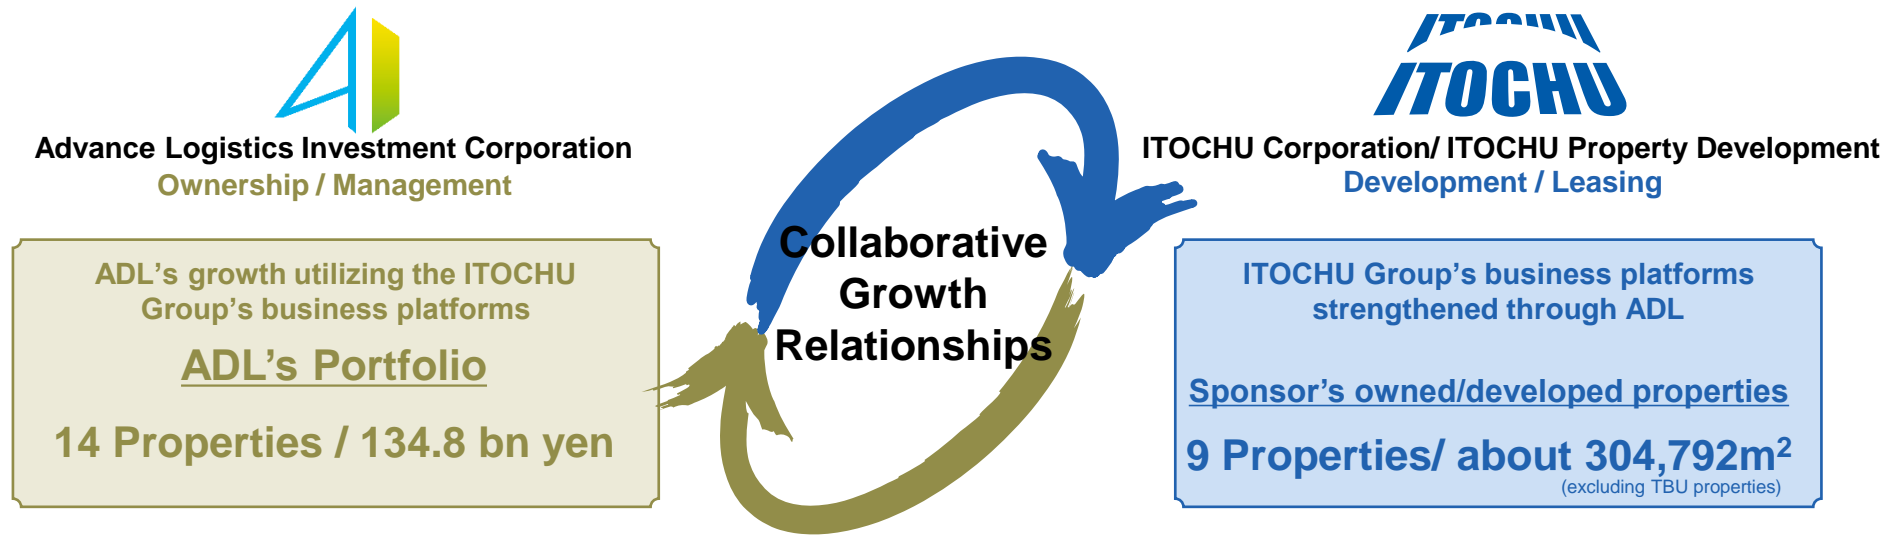 Advance Logistics Investment Corporation
Ownership / Management
ADL's growth utilizing the ITOCHU
Group's business platforms
ADL's Portfolio
14 Properties / 134.8 bn yen
Collaborative
Growth
Relationships
ITOCHU
ITOCHU
ITOCHU Corporation/ ITOCHU Property Development
Development / Leasing
ITOCHU Group's business platforms
strengthened through ADL
Sponsor's owned/developed properties
9 Properties/ about 304,792m²
(excluding TBU properties)